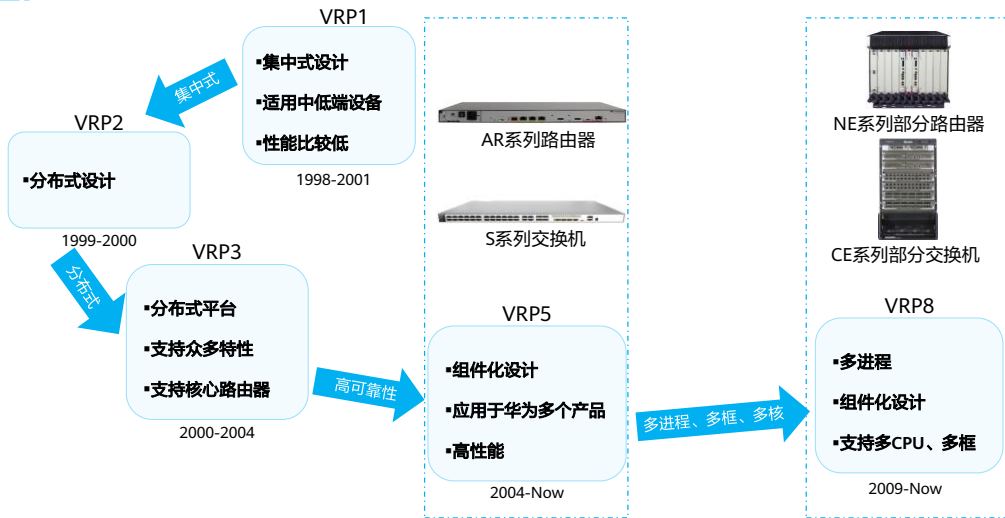 VRP1
▪集中式设计
▪适用中低端设备
▪性能比较低
1998-2001
集中式
VRP2
▪分布式设计
1999-2000
分布式
VRP3
▪分布式平台
▪支持众多特性
▪支持核心路由器
2000-2004
高可靠性
AR系列路由器
S系列交换机
VRP5
▪组件化设计
▪应用于华为多个产品
▪高性能
2004-Now
多进程、多框、多核
NE系列部分路由器
CE系列部分交换机
VRP8
▪多进程
▪组件化设计
▪支持多CPU、多框
2009-Now